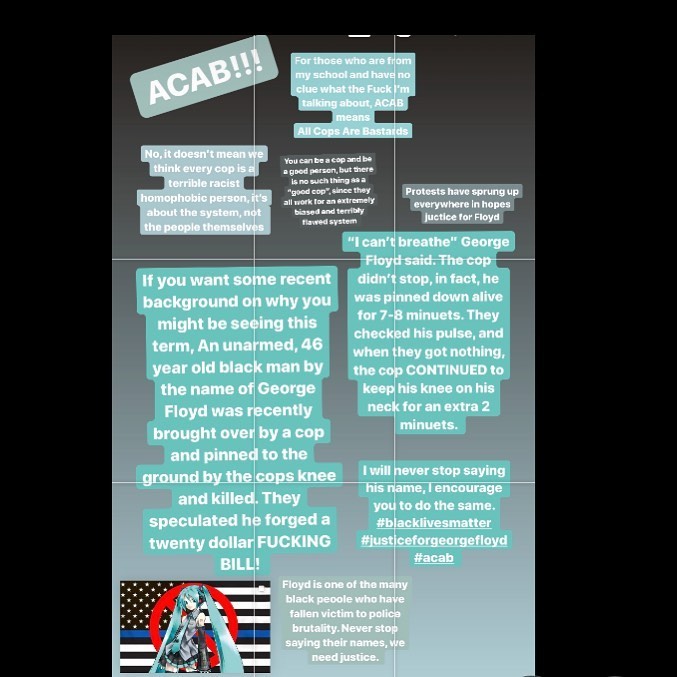 ACAB!!!
For those who are from
my school and have no
clue what the Fuck I'm
talking about, ACAB
means
All Cops Are Bastards
No, it doesn't mean we
think every cop is a
terrible racist
homophobic person, it's
about the system, not
the people themselves
You can be a cop and be
a good person, but there
is no such thing as a
"good cop", since they
all work for an extremely
biased and terribly
flawed system
Protests have sprung up
everywhere in hopes
juctice for Floyd
"I can't breathe" George
Floyd said. The cop
didn't stop, in fact, he
was pinned down alive
for 7-8 minuets. They
checked his pulse, and
when they got nothing,
the cop CONTINUED to
keep his knee on his
neck for an extra 2
minuets.
If you want some recent
background on why you
might be seeing this
term, An unarmed, 46
year old black man by
the name of George
Floyd was recently
brought over by a cop
and pinned to the
ground by the cops knee
and killed. They
speculated he forged a
twenty dollar FUCKING
BILL!
I will never stop saying
his name, I encourage
you to do the same.
#blacklivesmatter
#justiceforgeorgefloyd
#acab
Floyd is one of the many
black peoole who have
fallen victim to police
brutality. Never stop
saying their names, we
need justice.